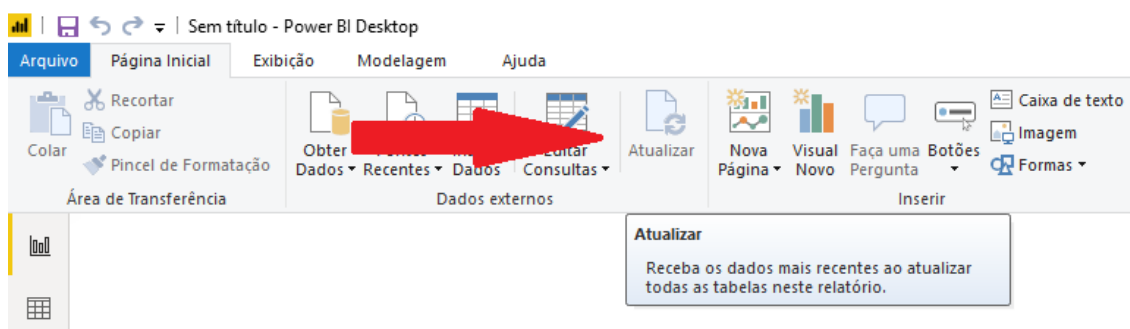 Sem título - Power BI Desktop
Arquivo Página Inicial Exibição Modelagem Ajuda
Colar
Recortar
Copiar
Pincel de Formatação
Área de Transferência
Obter
Dados
Recentes
Dados
Consultas
Dados externos
Atualizar
Nova
Página
Visual
Novo
Faça uma
Pergunta
Botões
Caixa de texto
Imagem
Formas
Inserir
Atualizar
Receba os dados mais recentes ao atualizar
todas as tabelas neste relatório.